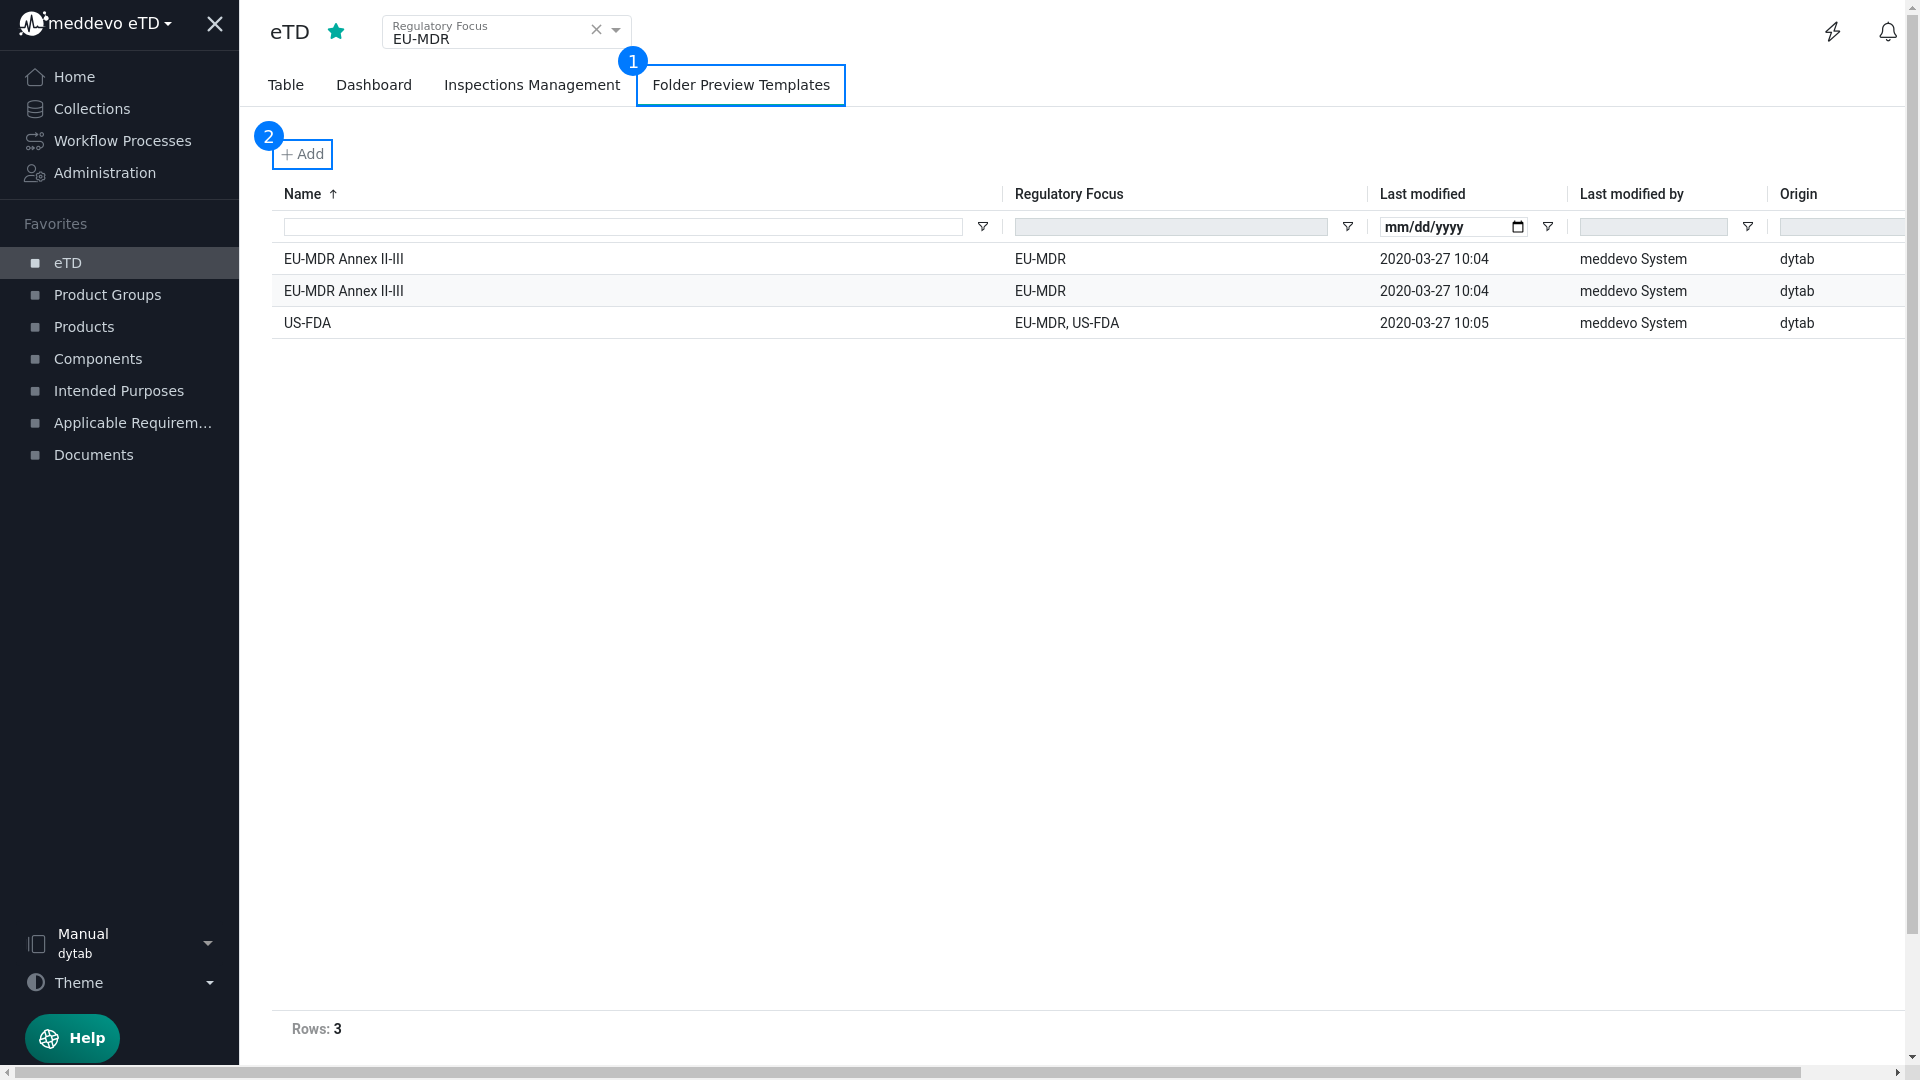 meddevo eTD
Home
Collections
Workflow Processes
Administration
Favorites
eTD
Product Groups
Products
Components
Intended Purposes
Applicable Requirem...
Documents
Manual
dytab
Theme
Help
eTD
Regulatory Focus
EU-MDR
1
Table Dashboard Inspections Management Folder Preview Templates
2
Add
Name Regulatory Focus Last modified Last modified by Origin
mm/dd/yyyy
EU-MDR Annex II-III EU-MDR 2020-03-27 10:04 meddevo System dytab
EU-MDR Annex II-III EU-MDR 2020-03-27 10:04 meddevo System dytab
US-FDA EU-MDR, US-FDA 2020-03-27 10:05 meddevo System dytab
Rows: 3